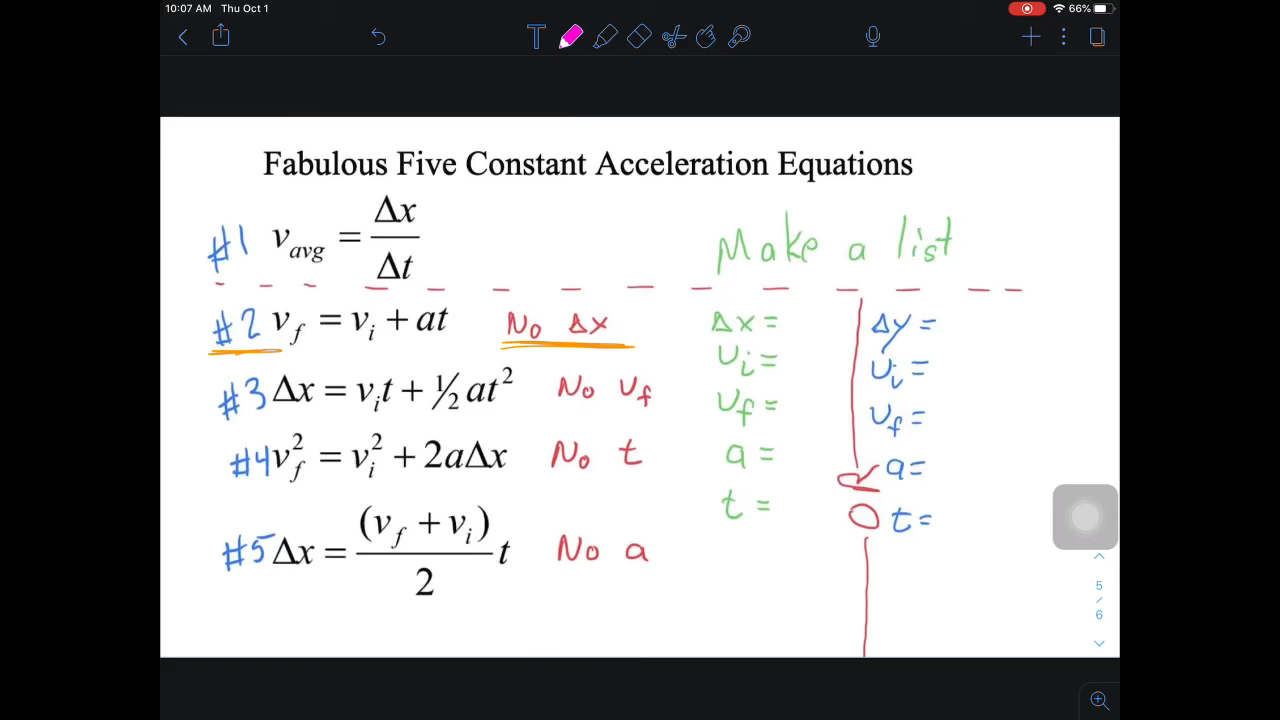 10:07 AM Thu Oct 1
66%
T
Fabulous Five Constant Acceleration Equations
#1 v_avg = Δx / Δt
Make a list
#2 v_f = v_i + at No Δx
#3 Δx = v_i t + ½ at² No v_f
#4 v_f² = v_i² + 2aΔx No t
#5 Δx = (v_f + v_i) / 2 t No a
Δx =
v_i =
v_f =
a =
t =
Δy =
v_i =
v_f =
a =
t =
5
/
6